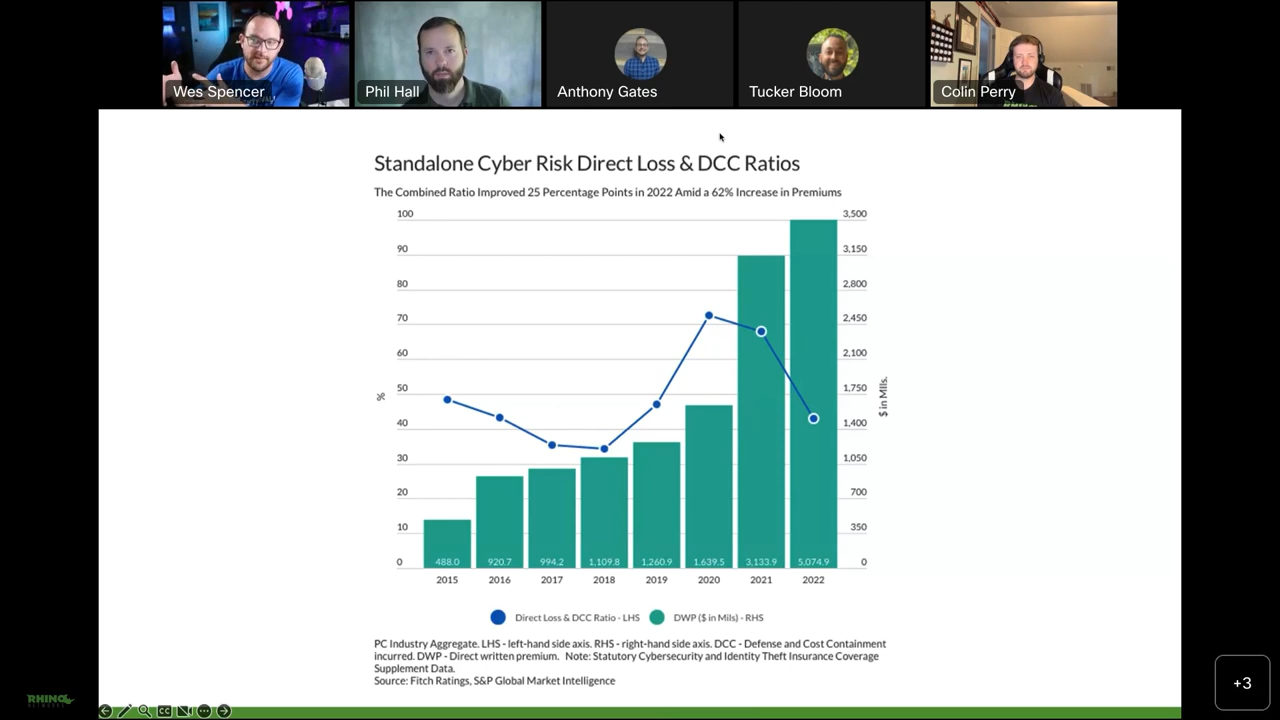 Wes Spencer
Phil Hall
Anthony Gates
Tucker Bloom
Colin Perry
Standalone Cyber Risk Direct Loss & DCC Ratios
The Combined Ratio Improved 25 Percentage Points in 2022 Amid a 62% Increase in Premiums
100 3,500
90 3,150
80 2,800
70 2,450
60 2,100
50 1,750
% $ in Mlls.
40 1,400
30 1,050
20 700
10 350
0 488.0 920.7 994.2 1,109.8 1,260.9 1,639.5 3,133.9 5,074.9 0
2015 2016 2017 2018 2019 2020 2021 2022
Direct Loss & DCC Ratio - LHS DWP ($ in Mils) - RHS
PC Industry Aggregate. LHS - left-hand side axis. RHS - right-hand side axis. DCC - Defense and Cost Containment
incurred. DWP - Direct written premium. Note: Statutory Cybersecurity and Identity Theft Insurance Coverage
Supplement Data.
Source: Fitch Ratings, S&P Global Market Intelligence
+3
RHINO
NETWORKS
CC